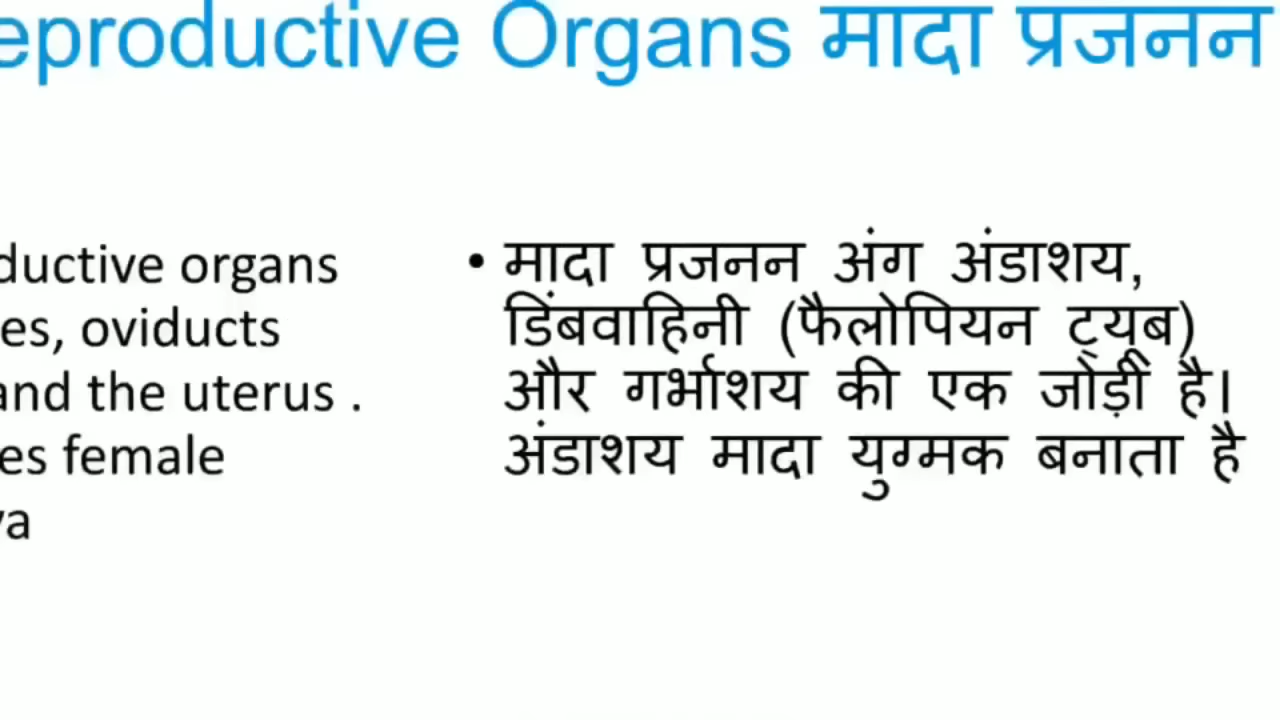 eproductive Organs मादा प्रजनन
ductive organs
es, oviducts
and the uterus .
es female
va
• मादा प्रजनन अंग अंडाशय,
डिंबवाहिनी (फैलोपियन ट्यूब)
और गर्भाशय की एक जोड़ी है।
अंडाशय मादा युग्मक बनाता है